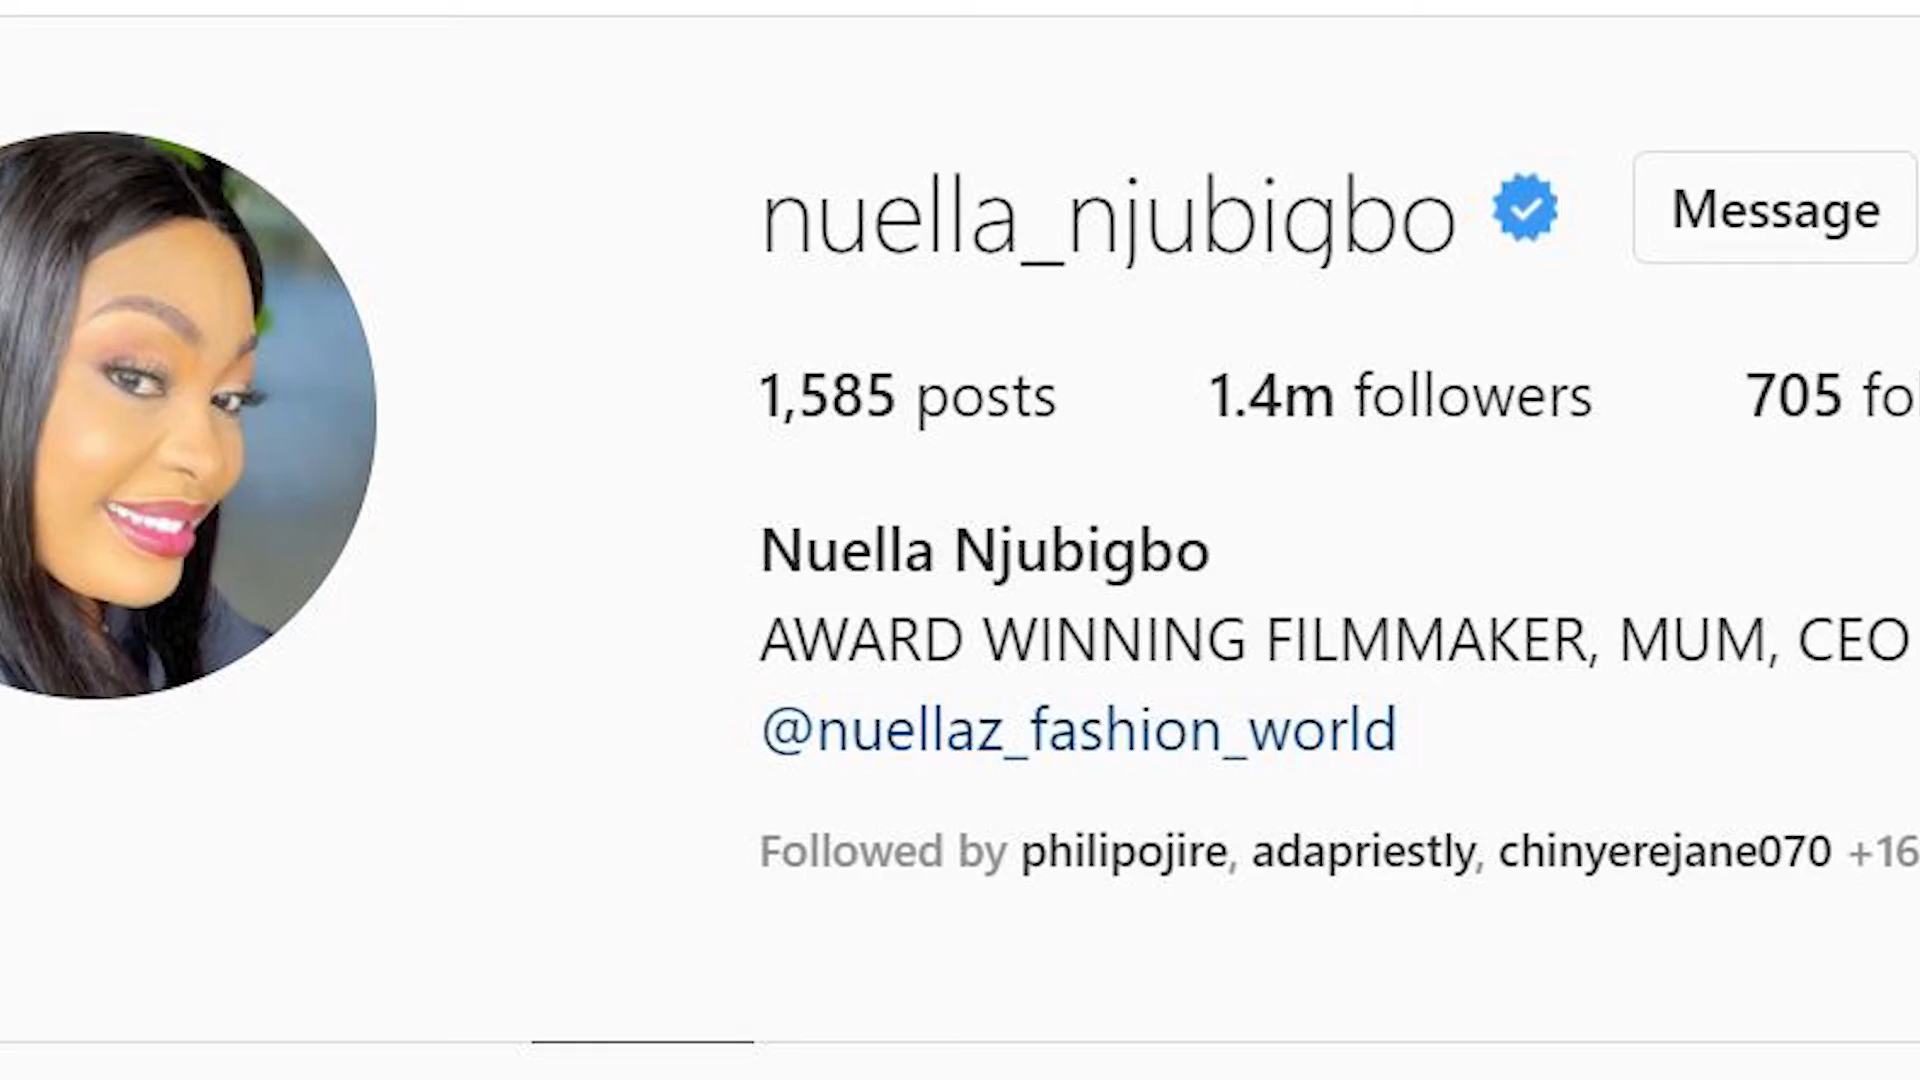 nuella_njubigbo Message
1,585 posts 1.4m followers 705
Nuella Njubigbo
AWARD WINNING FILMMAKER, MUM, CEO
@nuellaz_fashion_world
Followed by philipojire, adapriestly, chinyerejane070 +16